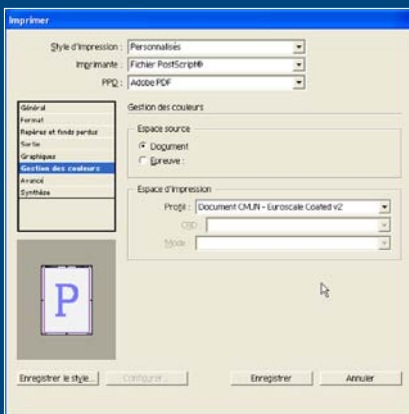 Imprimer
Style d'impression : Personnalisés
Imprimante : Fichier PostScript®
PPD : Adobe PDF
Général
Format
Repères et fonds perdus
Sortie
Graphiques
Gestion des couleurs
Avancé
Synthèse
Gestion des couleurs
Espace source
Document
Epreuve :
Espace d'impression
Profil : Document CMJN - Euroscale Coated v2
Mode :
P
Enregistrer le style...
Configurer...
Enregistrer
Annuler